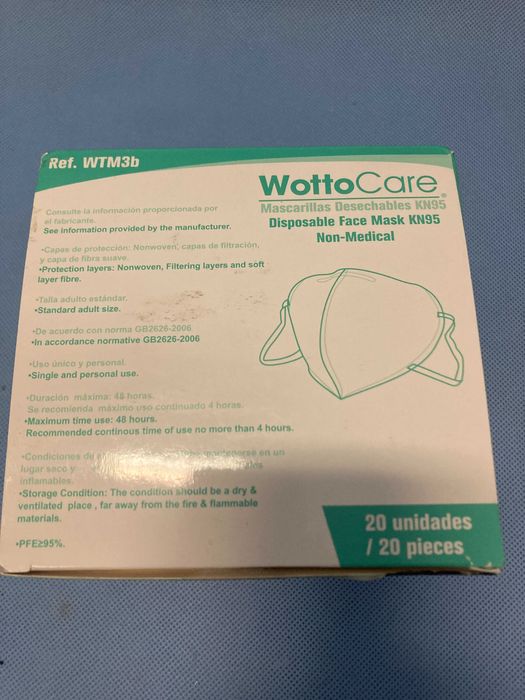 Ref. WTM3b
WottoCare®
Mascarillas Desechables KN95
Disposable Face Mask KN95
Non-Medical
Consulte la información proporcionada por
el fabricante.
See information provided by the manufacturer.
•Capas de protección: Nonwoven, capas de filtración,
y capa de fibra suave.
•Protection layers: Nonwoven, Filtering layers and soft
layer fibre.
•Talla adulto estándar.
•Standard adult size.
•De acuerdo con norma GB2626-2006
•In accordance normative GB2626-2006
•Uso único y personal.
•Single and personal use.
•Duración máxima: 48 horas.
Se recomienda máximo uso continuado 4 horas.
•Maximum time use: 48 hours.
Recommended continous time of use no more than 4 hours.
•Condiciones de mantenerse en un
lugar seco y
inflamables.
•Storage Condition: The condition should be a dry &
ventilated place , far away from the fire & flammable
materials.
•PFE≥95%.
20 unidades
/ 20 pieces